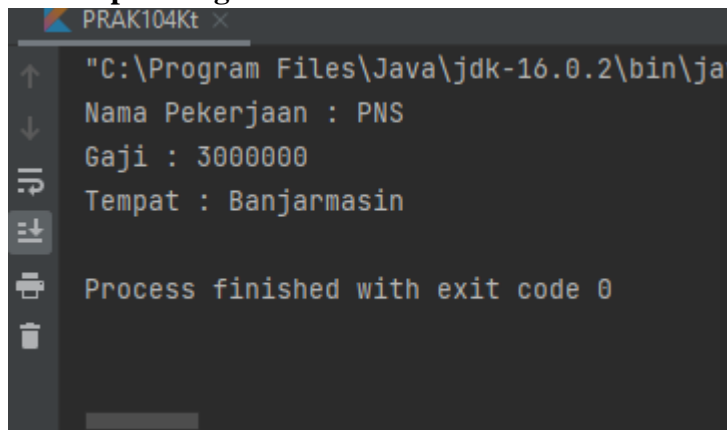 PRAK104Kt
"C:\Program Files\Java\jdk-16.0.2\bin\ja
Nama Pekerjaan : PNS
Gaji : 3000000
Tempat : Banjarmasin
Process finished with exit code 0